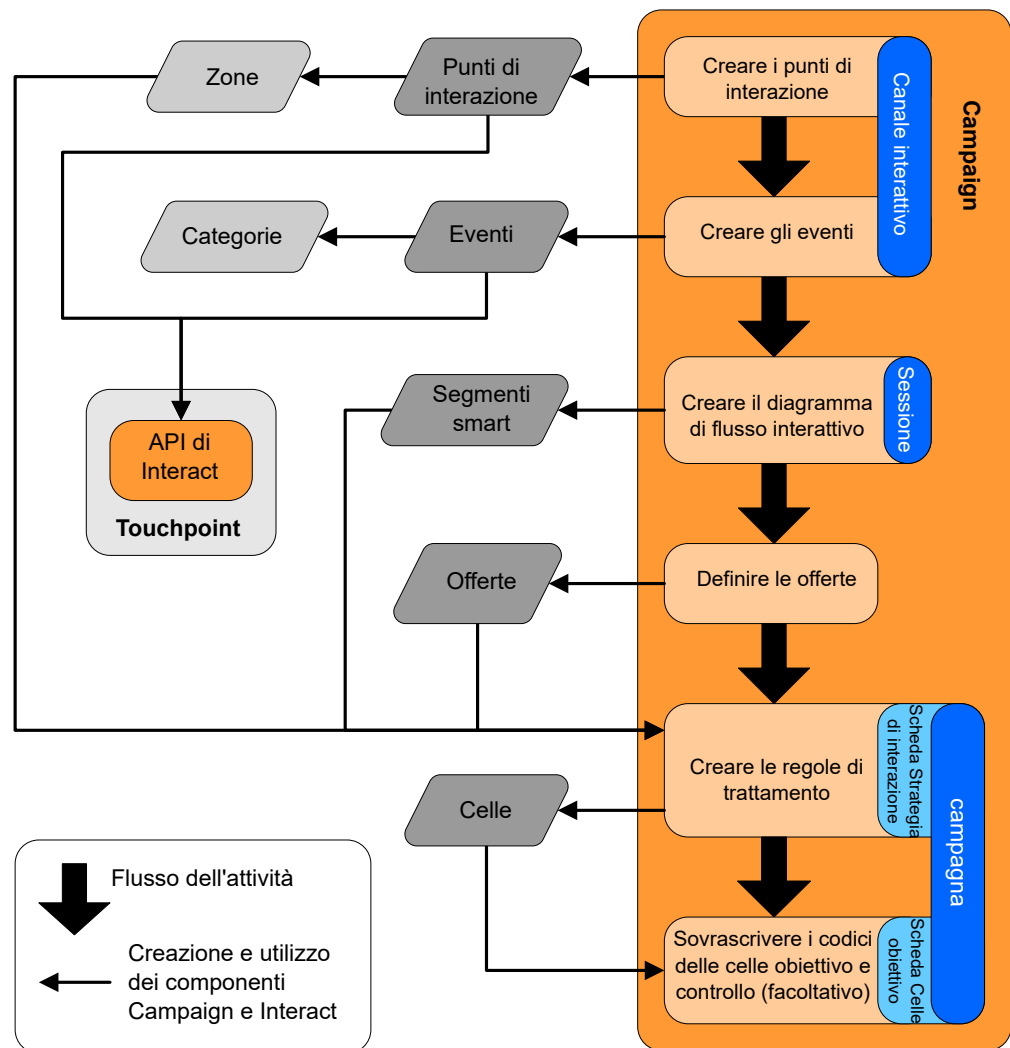 Zone
Punti di
interazione
Creare i punti di
interazione
Canale interattivo
Campaign
Categorie
Eventi
Creare gli eventi
Segmenti
smart
Creare il diagramma
di flusso interattivo
Sessione
API di
Interact
Touchpoint
Offerte
Definire le offerte
Creare le regole di
trattamento
Scheda Strategia
di interazione
campagna
Celle
Sovrascrivere i codici
delle celle obiettivo e
controllo (facoltativo)
Scheda Celle
obiettivo
Flusso dell'attività
Creazione e utilizzo
dei componenti
Campaign e Interact